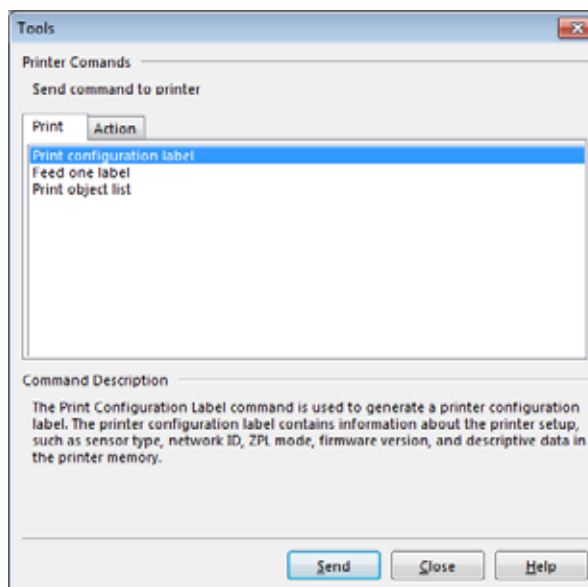 Tools
Printer Comands
Send command to printer
Print
Action
Print configuration label
Feed one label
Print object list
Command Description
The Print Configuration Label command is used to generate a printer configuration
label. The printer configuration label contains information about the printer setup,
such as sensor type, network ID, ZPL mode, firmware version, and descriptive data in
the printer memory.
Send
Close
Help